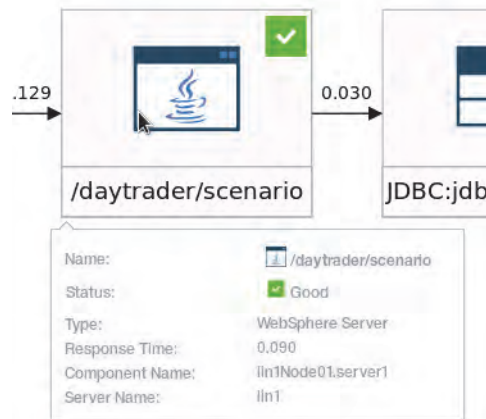 .129
0.030
/daytrader/scenario
JDBC:jdb
Name: /daytrader/scenario
Status: Good
Type: WebSphere Server
Response Time: 0.090
Component Name: lin1Node01.server1
Server Name: lin1